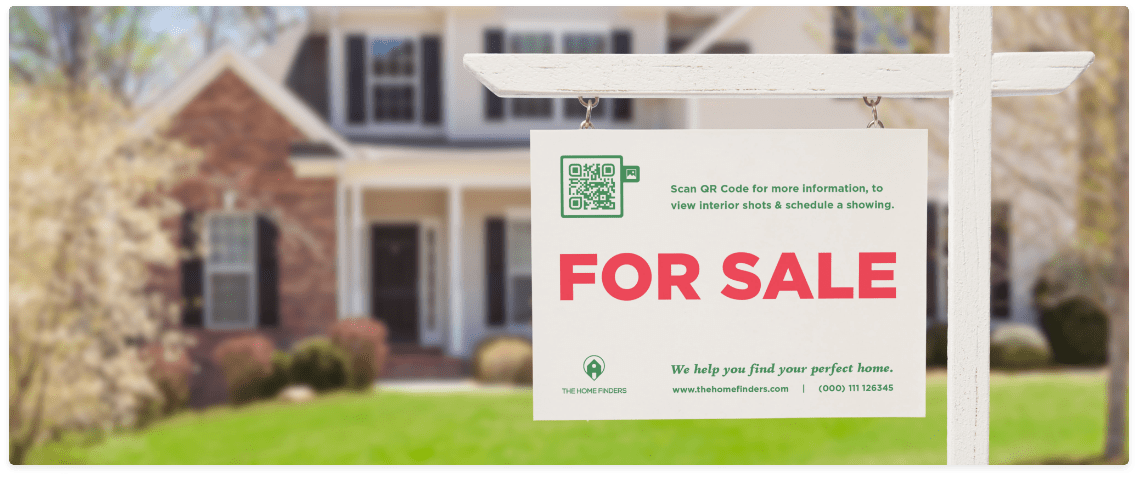 Scan QR Code for more information, to
view interior shots & schedule a showing.
FOR SALE
We help you find your perfect home.
THE HOME FINDERS
www.thehomefinders.com | (000) 111 126345